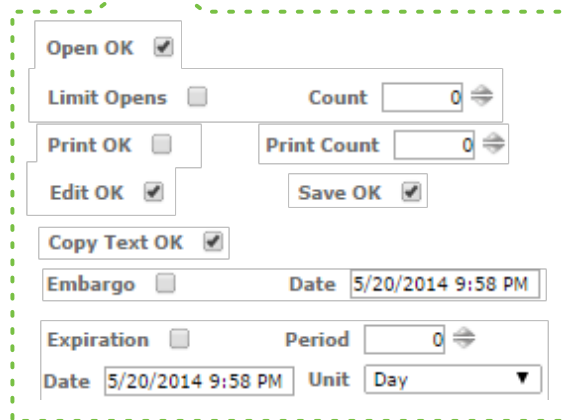 Open OK
Limit Opens Count 0
Print OK Print Count 0
Edit OK Save OK
Copy Text OK
Embargo Date 5/20/2014 9:58 PM
Expiration Period 0
Date 5/20/2014 9:58 PM Unit Day